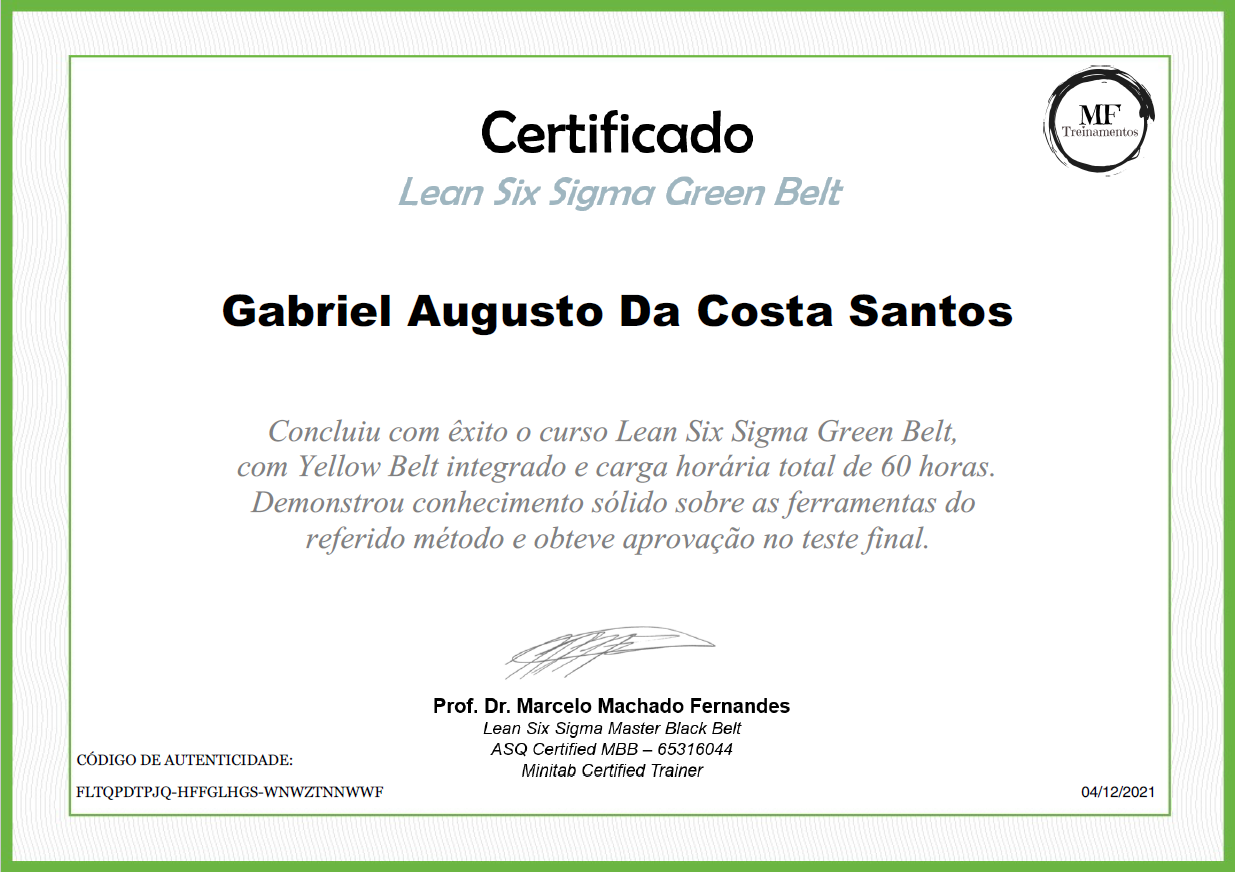 MF
Treinamentos
Certificado
Lean Six Sigma Green Belt
Gabriel Augusto Da Costa Santos
Concluiu com êxito o curso Lean Six Sigma Green Belt,
com Yellow Belt integrado e carga horária total de 60 horas.
Demonstrou conhecimento sólido sobre as ferramentas do
referido método e obteve aprovação no teste final.
Prof. Dr. Marcelo Machado Fernandes
Lean Six Sigma Master Black Belt
ASQ Certified MBB – 65316044
Minitab Certified Trainer
CÓDIGO DE AUTENTICIDADE:
FLTQPDTPJQ-HFFGLHGS-WNWZTNNWWF
04/12/2021